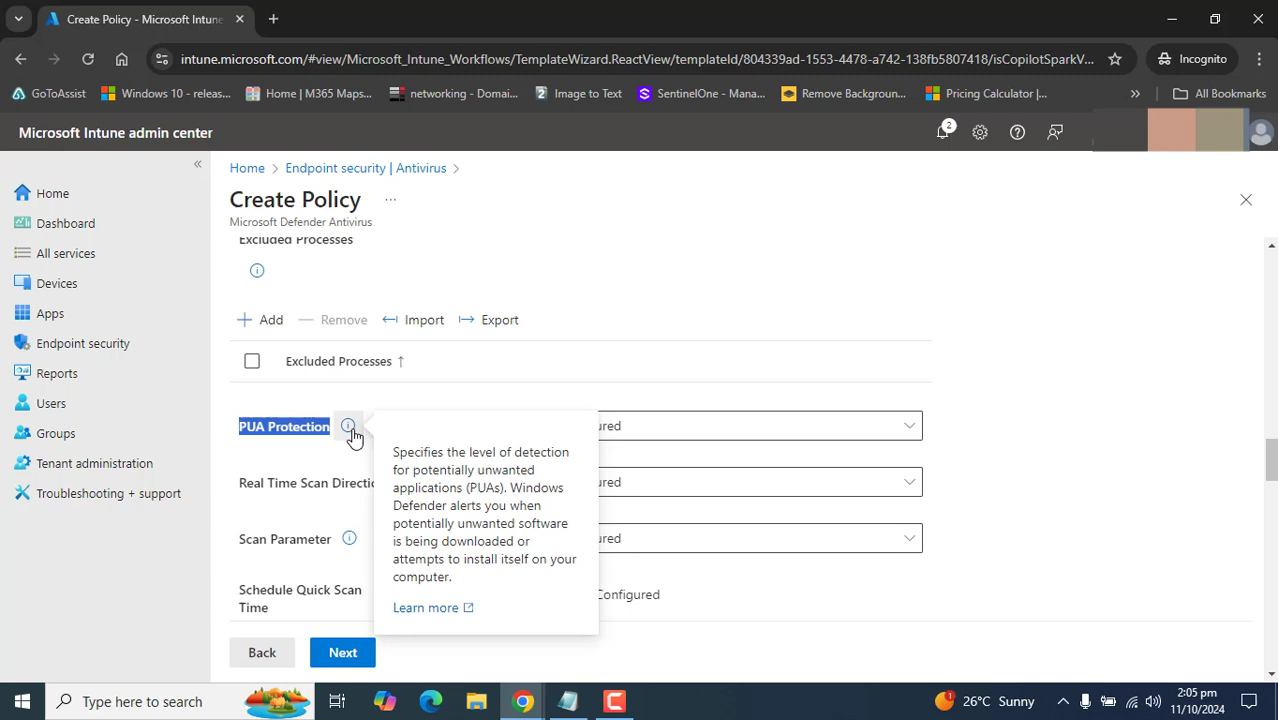 Create Policy - Microsoft Intune
intune.microsoft.com/#view/Microsoft_Intune_Workflows/TemplateWizard.ReactView/templateId/804339ad-1553-4478-a742-138fb5807418/isCopilotSparkV...
Incognito
GoToAssist
Windows 10 - releas...
Home | M365 Maps...
networking - Domai...
Image to Text
SentinelOne - Mana...
Remove Backgroun...
Pricing Calculator |...
All Bookmarks
Microsoft Intune admin center
2
Home
Dashboard
All services
Devices
Apps
Endpoint security
Reports
Users
Groups
Tenant administration
Troubleshooting + support
Home > Endpoint security | Antivirus >
Create Policy ...
Microsoft Defender Antivirus
Excluded Processes
Add
Remove
Import
Export
Excluded Processes ↑
PUA Protection
ured
Real Time Scan Directio
ured
Scan Parameter
ured
Schedule Quick Scan
Time
Configured
Specifies the level of detection
for potentially unwanted
applications (PUAs). Windows
Defender alerts you when
potentially unwanted software
is being downloaded or
attempts to install itself on your
computer.
Learn more
Back
Next
Type here to search
1
26°C Sunny
2:05 pm
11/10/2024